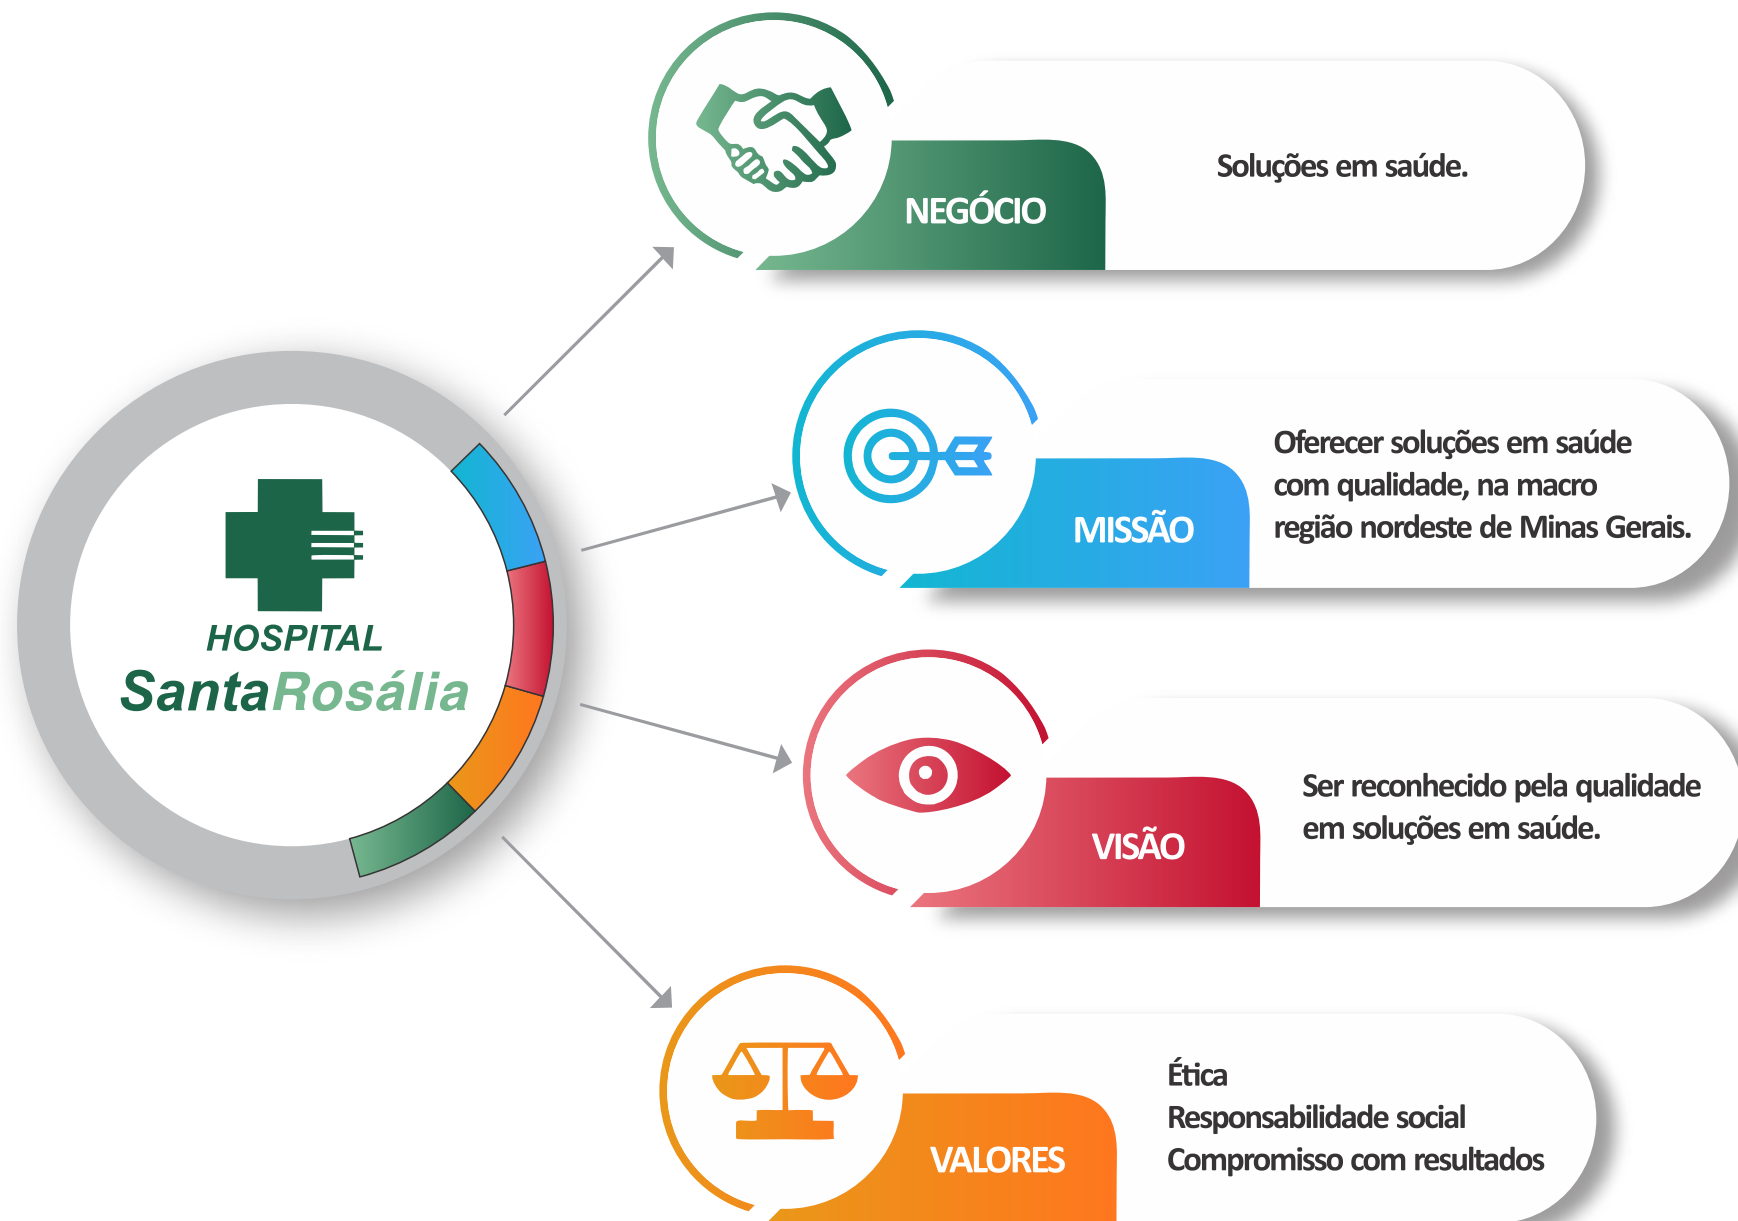 HOSPITAL
SantaRosália
NEGÓCIO
Soluções em saúde.
MISSÃO
Oferecer soluções em saúde
com qualidade, na macro
região nordeste de Minas Gerais.
VISÃO
Ser reconhecido pela qualidade
em soluções em saúde.
VALORES
Ética
Responsabilidade social
Compromisso com resultados